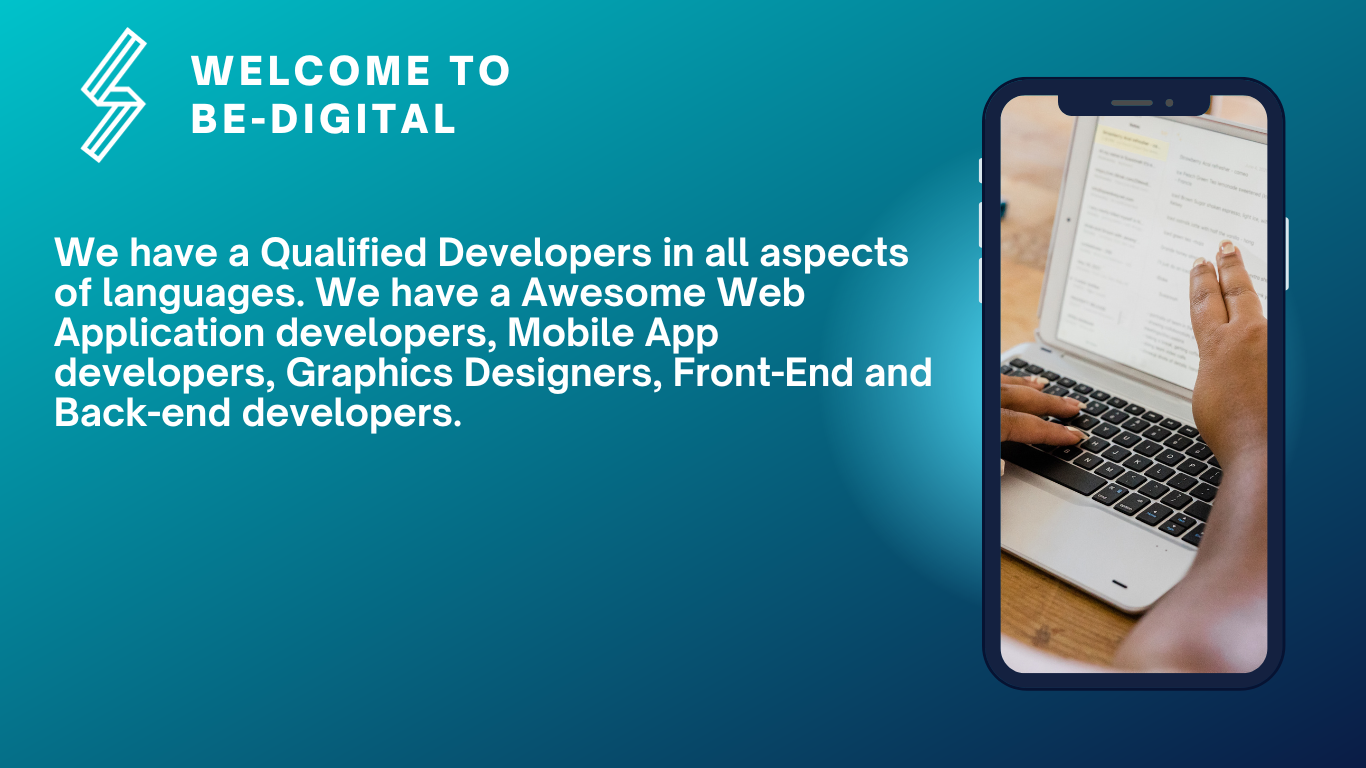 WELCOME TO
BE-DIGITAL
We have a Qualified Developers in all aspects
of languages. We have a Awesome Web
Application developers, Mobile App
developers, Graphics Designers, Front-End and
Back-end developers.